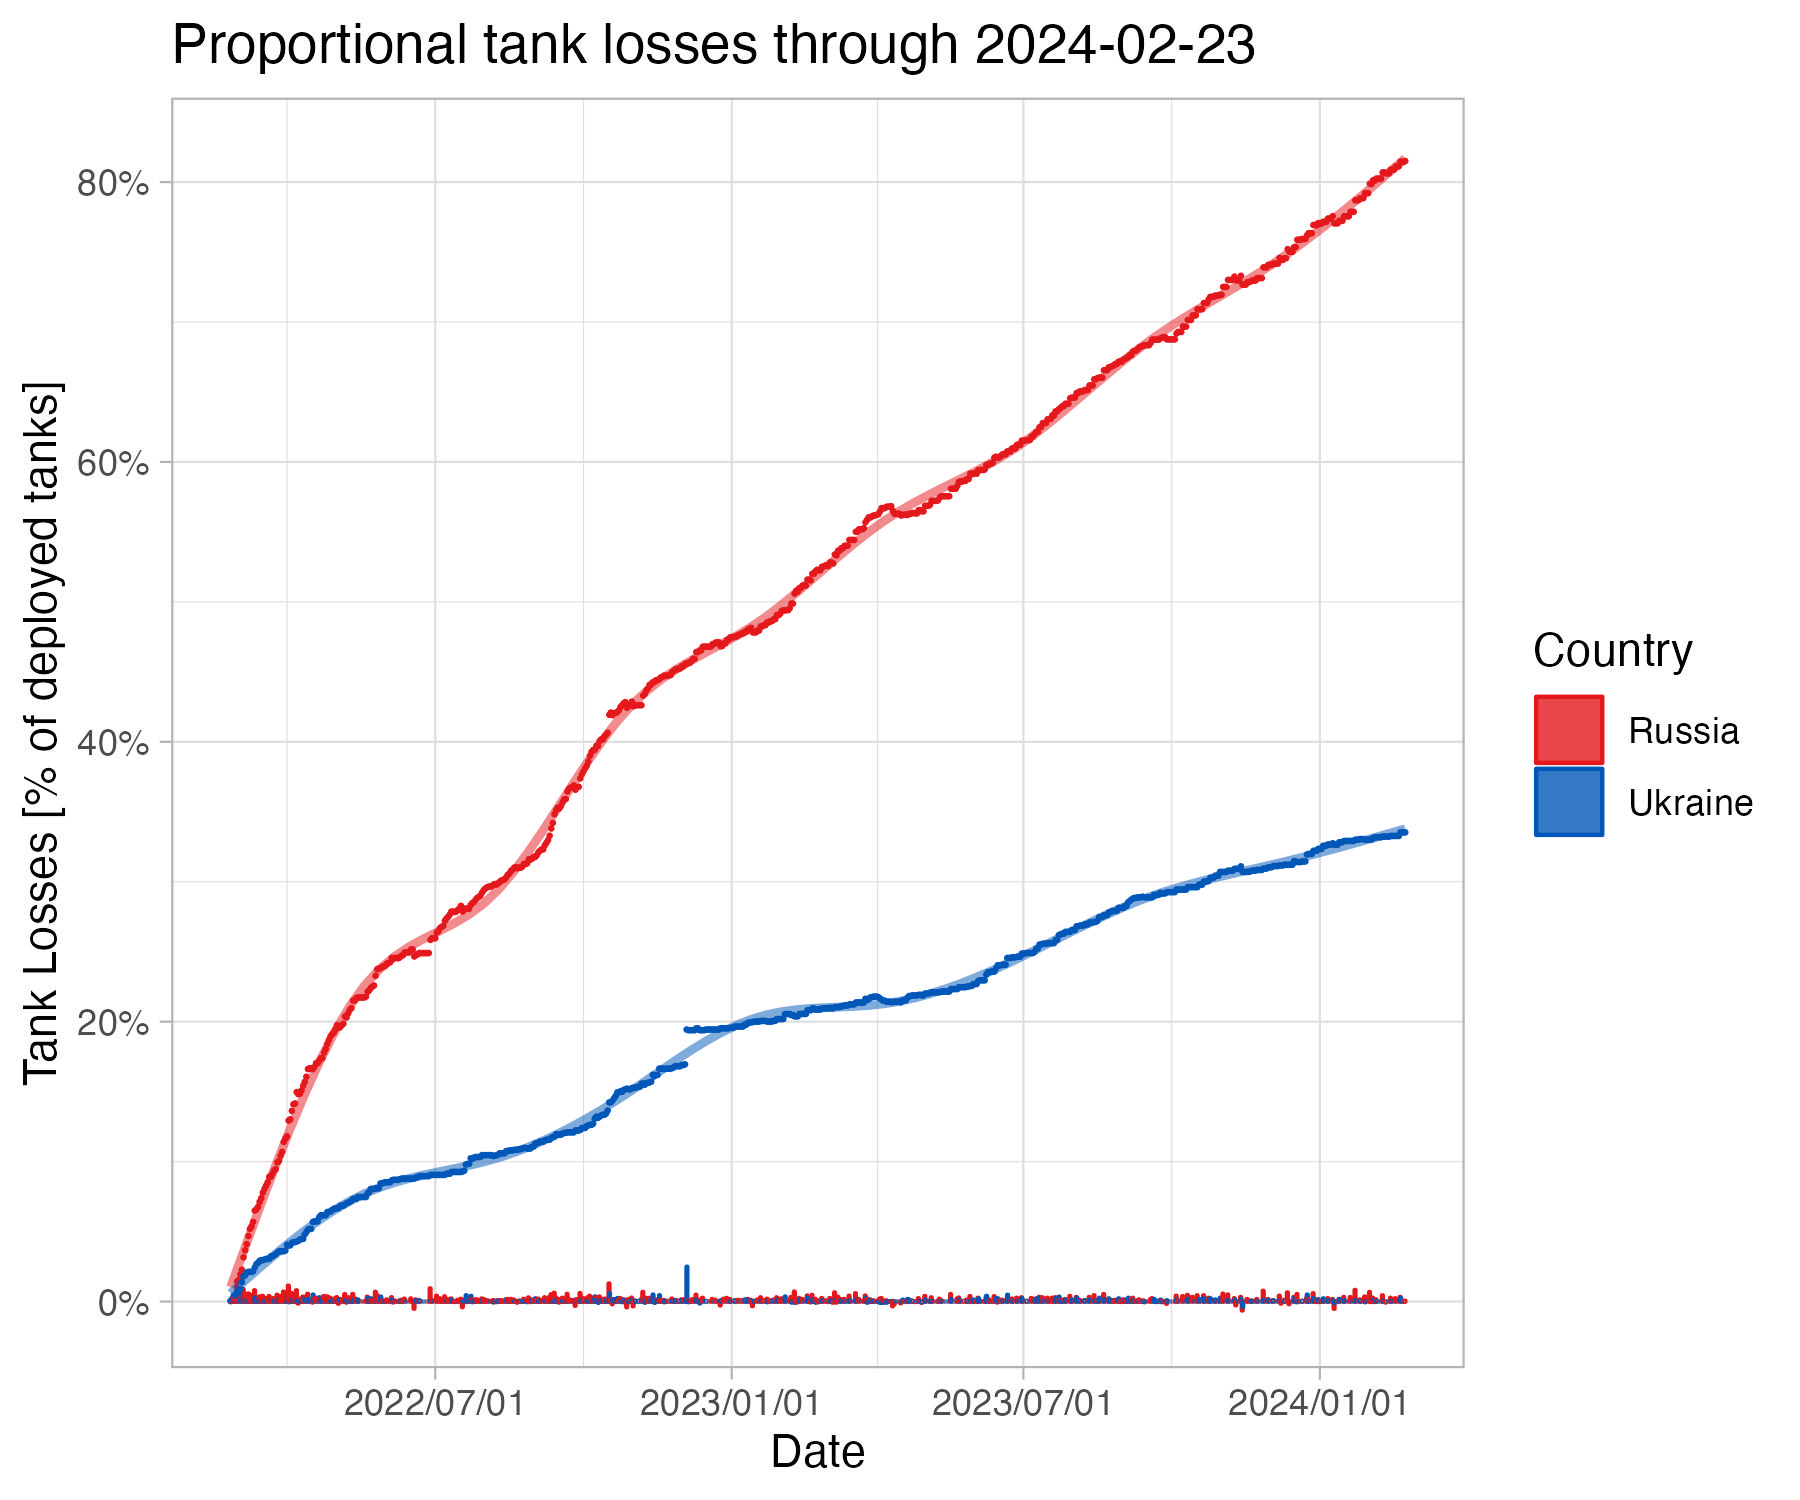 Proportional tank losses through 2024-02-23
Tank Losses [% of deployed tanks]
80%
60%
40%
20%
0%
2022/07/01
2023/01/01
2023/07/01
2024/01/01
Date
Country
Russia
Ukraine